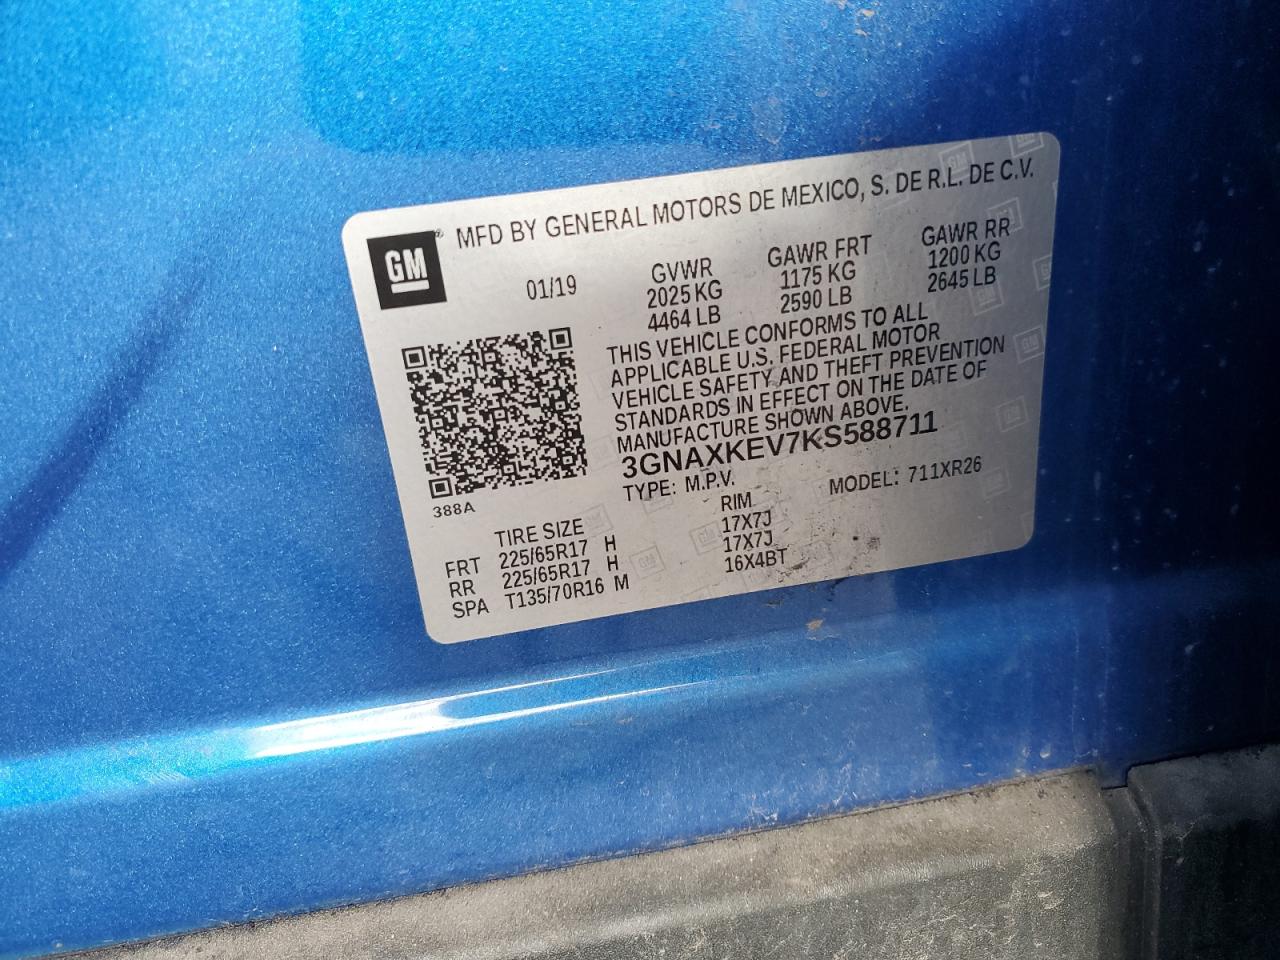 GM
MFD BY GENERAL MOTORS DE MEXICO, S. DE R.L. DE C.V.
01/19
GVWR
2025 KG
4464 LB
GAWR FRT
1175 KG
2590 LB
GAWR RR
1200 KG
2645 LB
THIS VEHICLE CONFORMS TO ALL
APPLICABLE U.S. FEDERAL MOTOR
VEHICLE SAFETY AND THEFT PREVENTION
STANDARDS IN EFFECT ON THE DATE OF
MANUFACTURE SHOWN ABOVE.
3GNAXKEV7KS588711
TYPE: M.P.V. MODEL: 711XR26
388A
TIRE SIZE RIM
FRT 225/65R17 H 17X7J
RR 225/65R17 H 17X7J
SPA T135/70R16 M 16X4BT